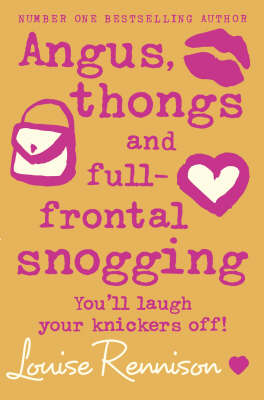 NUMBER ONE BESTSELLING AUTHOR
Angus,
thongs
and
full-
frontal
snogging
You'll laugh
your knickers off!
Louise Rennison